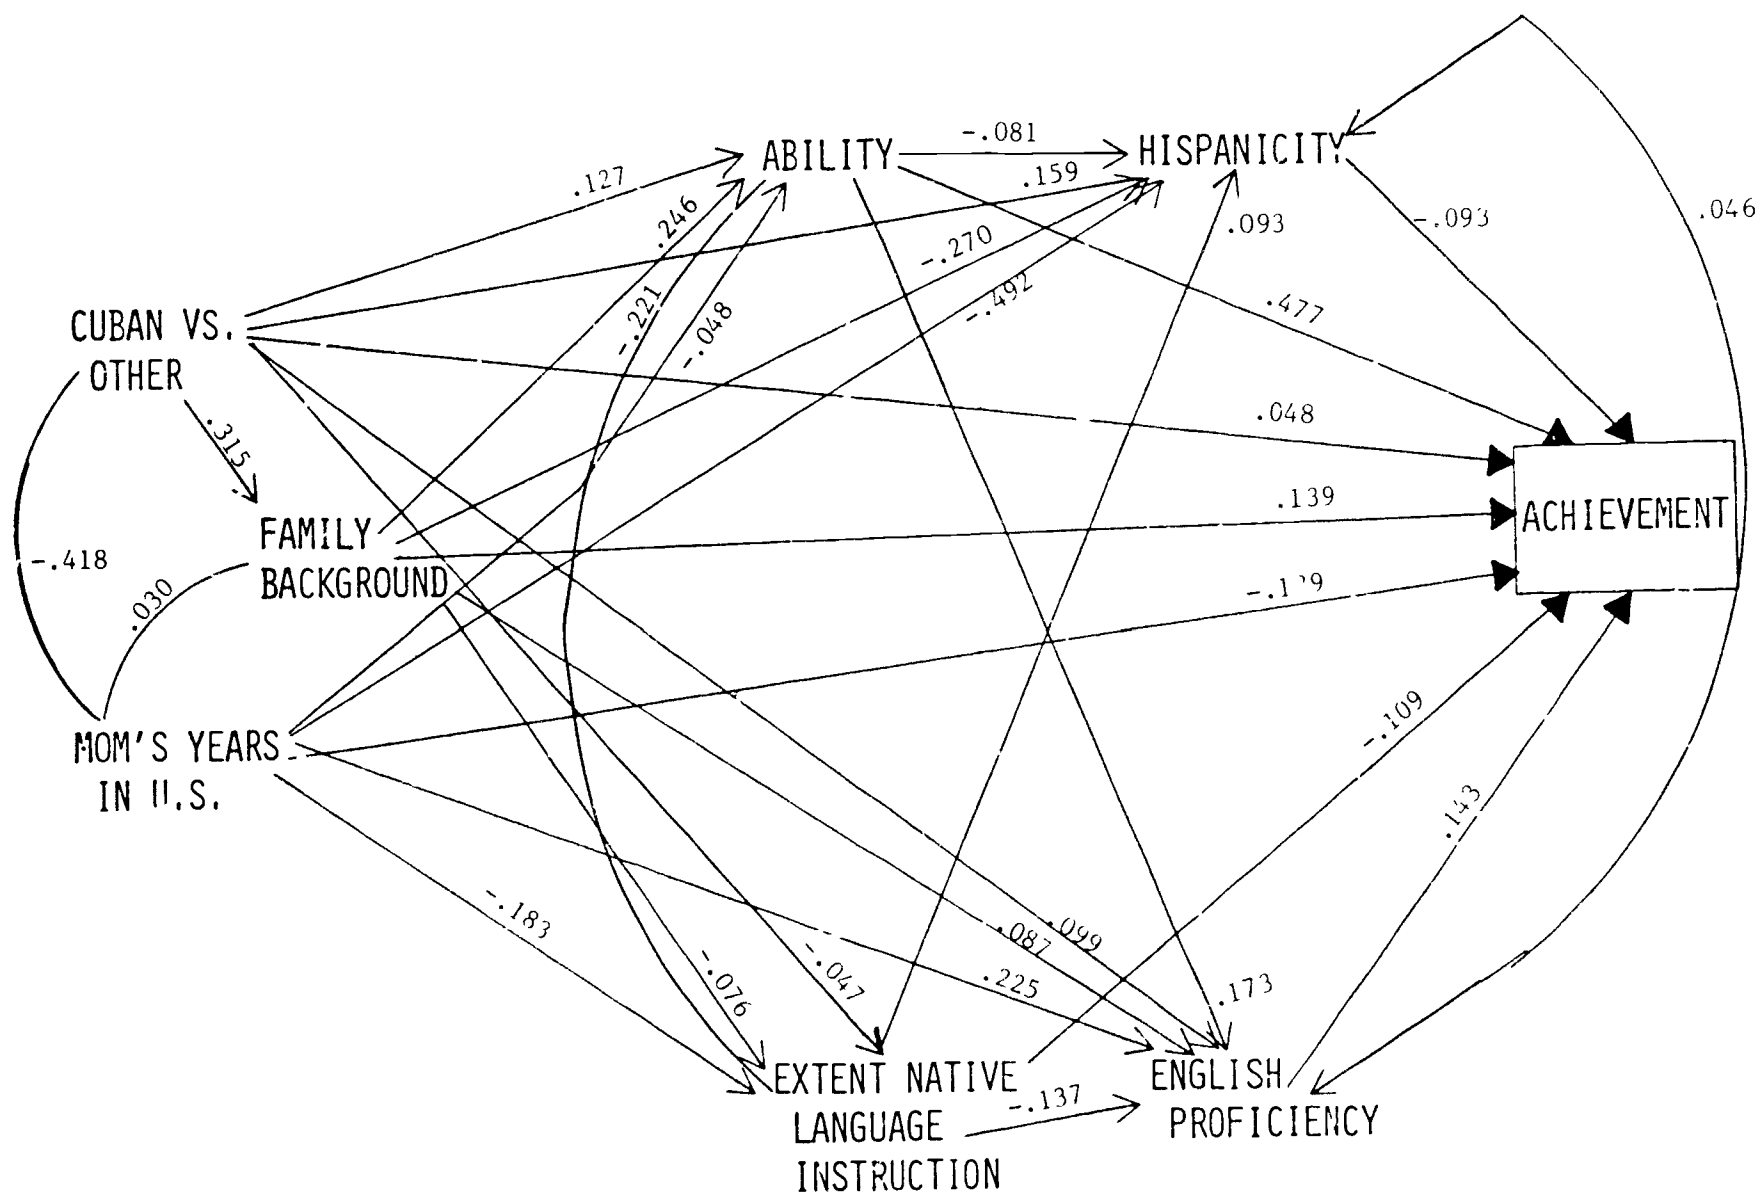 -.081
ABILITY
HISPANICITY
.127
.159
.246
-.270
.093
-.093
.046
-.221
-.048
-.492
.477
CUBAN VS.
OTHER
.048
.315
.139
FAMILY
BACKGROUND
ACHIEVEMENT
-.418
.030
-.109
MOM'S YEARS
IN U.S.
.143
-.183
-.076
-.047
.087
.099
.225
.173
EXTENT NATIVE
LANGUAGE
INSTRUCTION
-.137
ENGLISH
PROFICIENCY